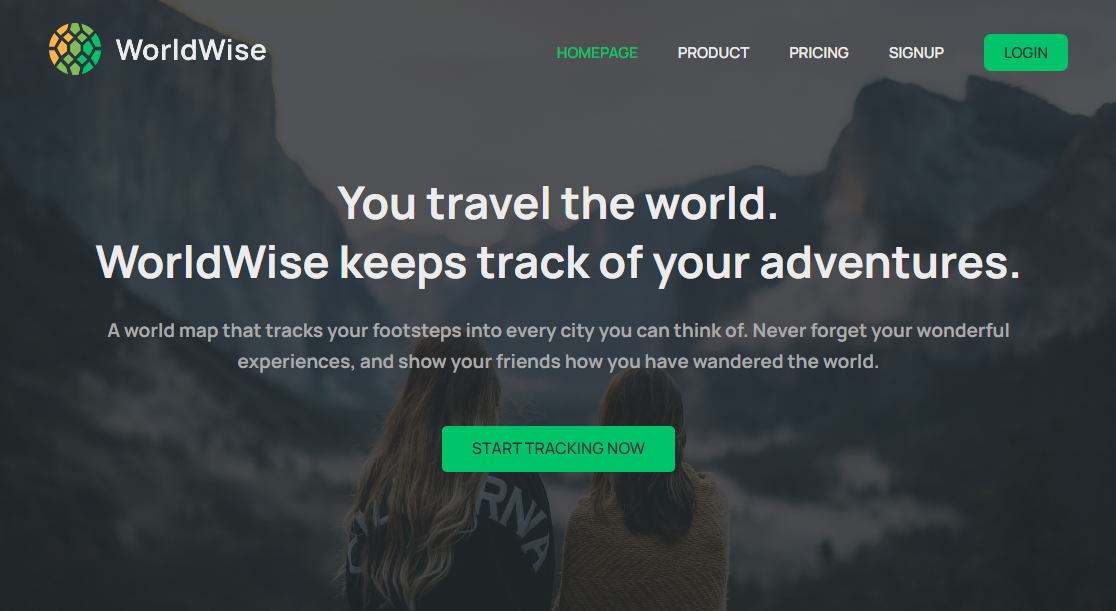 WorldWise
HOMEPAGE PRODUCT PRICING SIGNUP LOGIN
You travel the world.
WorldWise keeps track of your adventures.
A world map that tracks your footsteps into every city you can think of. Never forget your wonderful
experiences, and show your friends how you have wandered the world.
START TRACKING NOW
RNIA